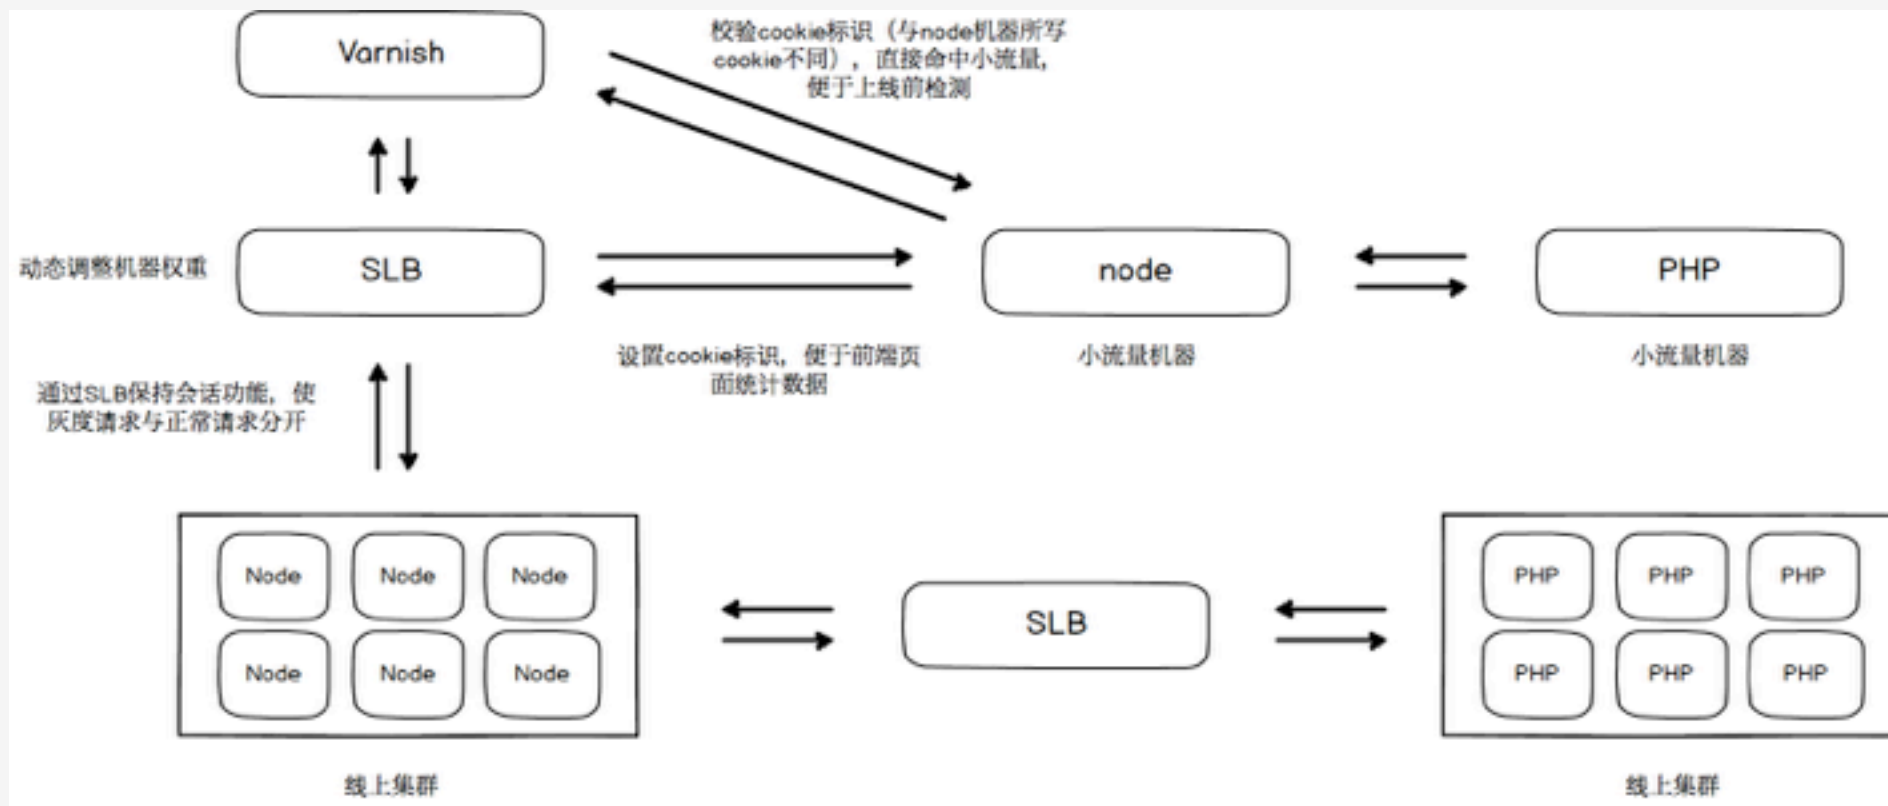 Varnish
校验cookie标识（与node机器所写
cookie不同），直接命中小流量，
便于上线前检测
动态调整机器权重
SLB
node
PHP
设置cookie标识，便于前端页
面统计数据
小流量机器
小流量机器
通过SLB保持会话功能，使
灰度请求与正常请求分开
Node Node Node
Node Node Node
SLB
PHP PHP PHP
PHP PHP PHP
线上集群
线上集群